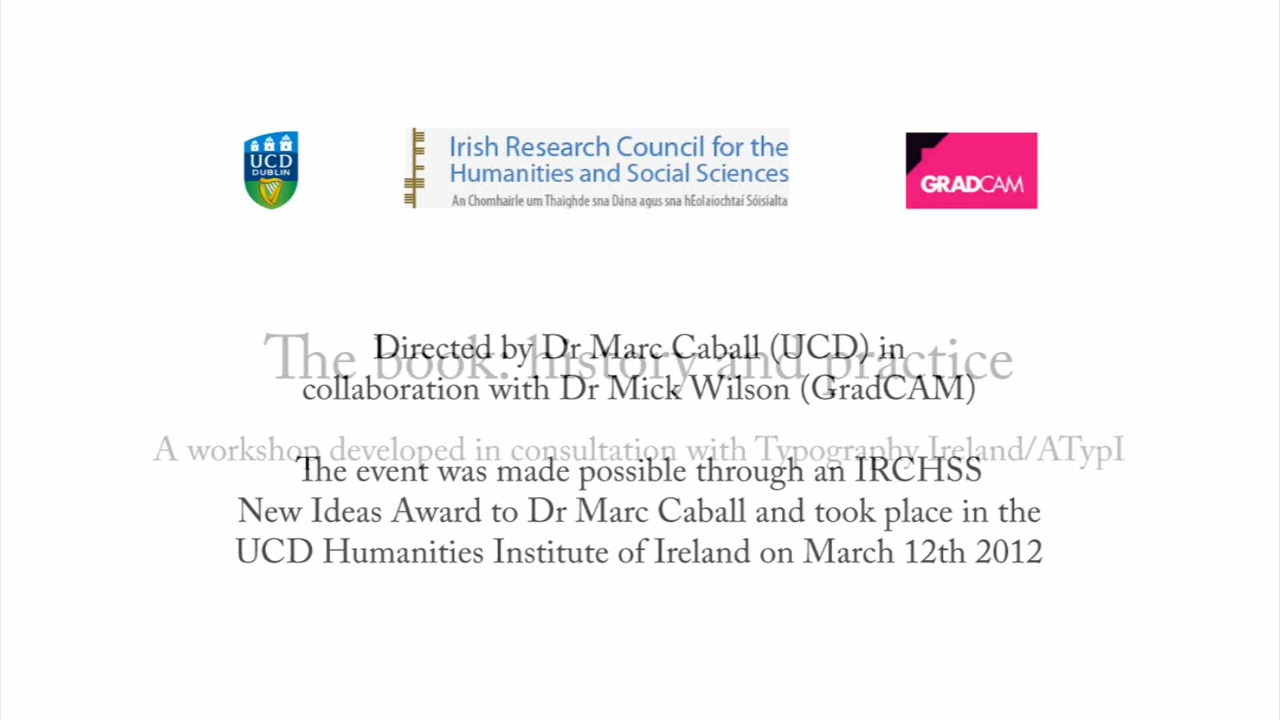 UCD
DUBLIN
Irish Research Council for the
Humanities and Social Sciences
An Chomhairle um Thaighde sna Dána agus sna hEolaíochtaí Sóisialta
GRADCAM
The book: history and practice
A workshop developed in consultation with Typography Ireland/ATypI
Directed by Dr Marc Caball (UCD) in
collaboration with Dr Mick Wilson (GradCAM)
The event was made possible through an IRCHSS
New Ideas Award to Dr Marc Caball and took place in the
UCD Humanities Institute of Ireland on March 12th 2012